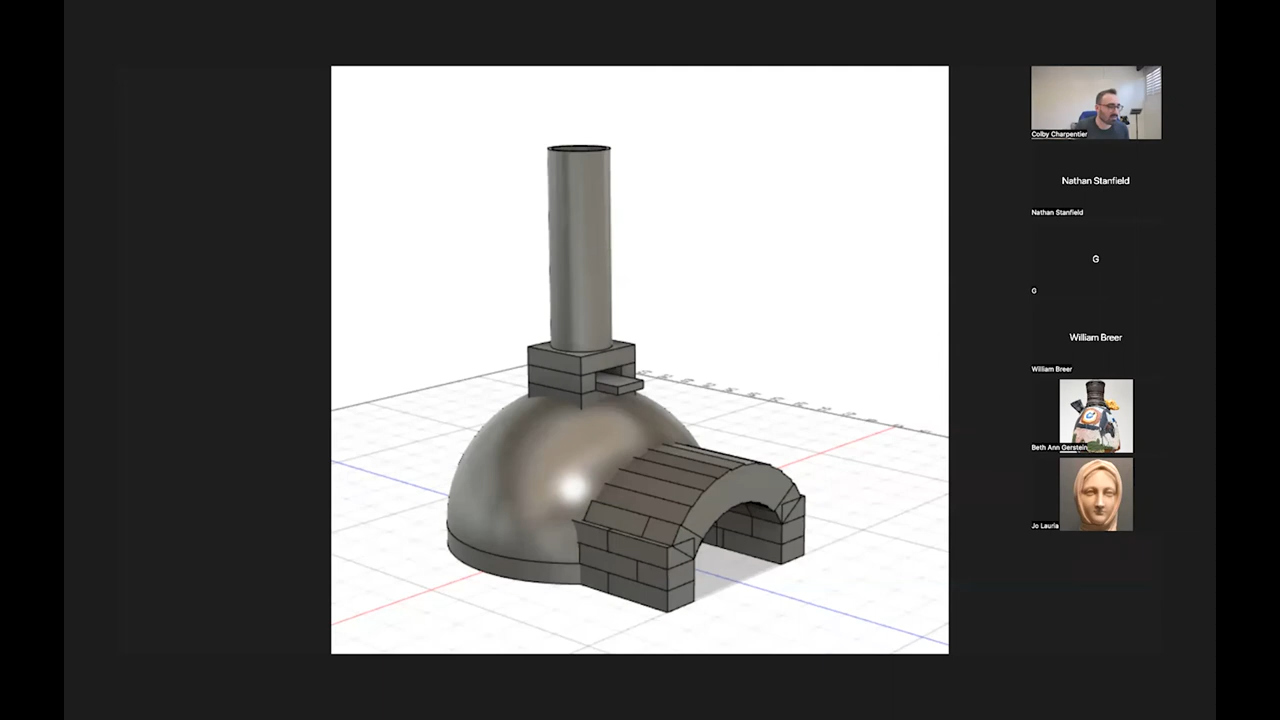 Colby Charpentier
Nathan Stanfield
Nathan Stanfield
G
G
William Breer
William Breer
Beth Ann Gerstein
Jo Lauria